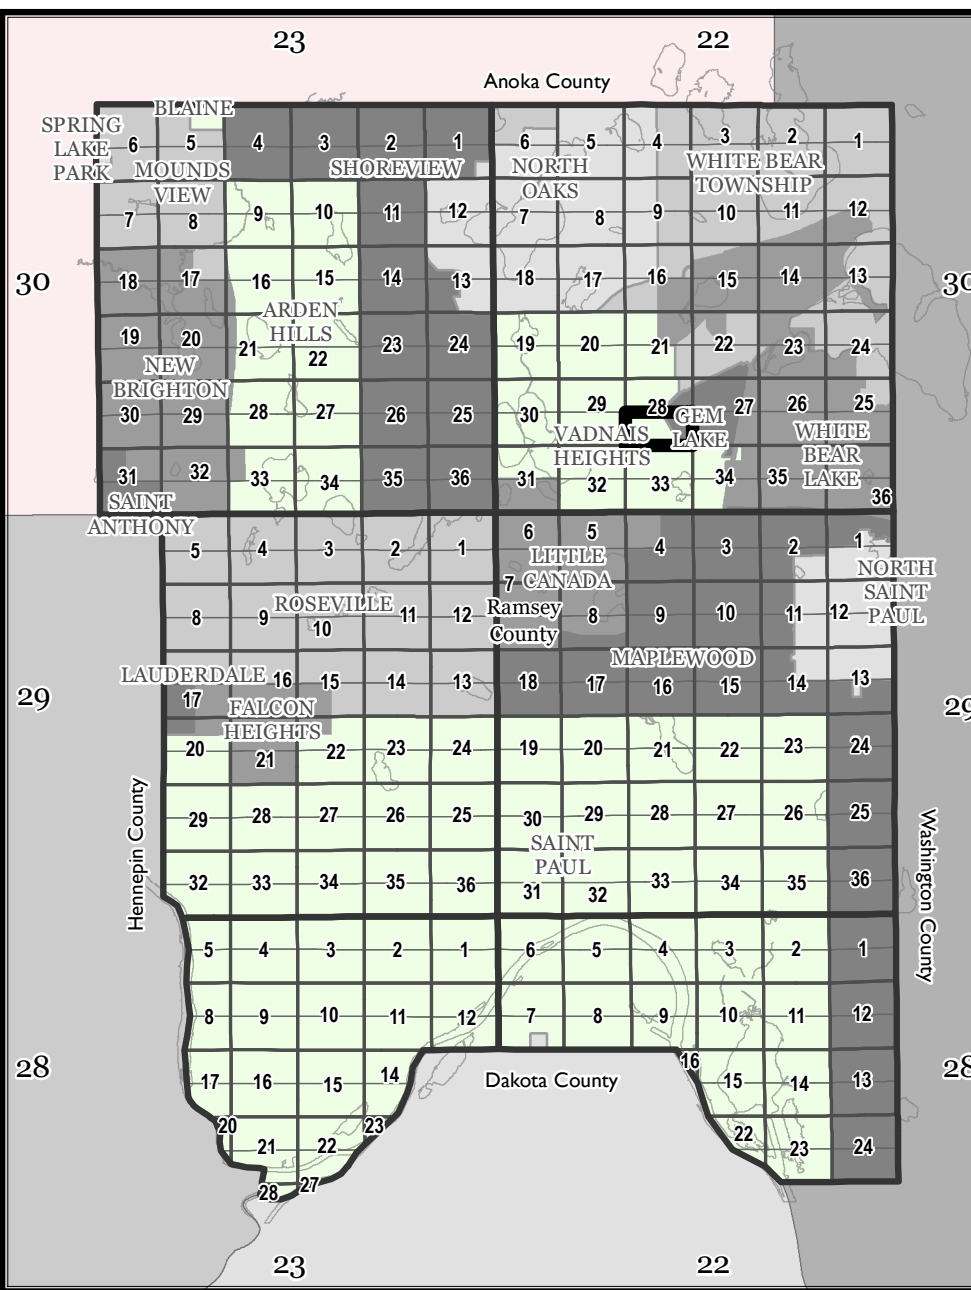 23 22
Anoka County
BLAINE
SPRING
LAKE
PARK
6 5 4 3 2 1 6 5 4 3 2 1
MOUNDS
VIEW
SHOREVIEW
NORTH
OAKS
WHITE BEAR
TOWNSHIP
7 8 9 10 11 12 7 8 9 10 11 12
30 18 17 16 15 14 13 18 17 16 15 14 13 30
ARDEN
HILLS
19 20 21 22 23 24 19 20 21 22 23 24
NEW
BRIGHTON
30 29 28 27 26 25 30 29 28 27 26 25
GEM
LAKE
VADNAIS
HEIGHTS
WHITE
BEAR
LAKE
31 32 33 34 35 36 31 32 33 34 35 36
SAINT
ANTHONY
5 4 3 2 1 6 5 4 3 2 1
LITTLE
CANADA
NORTH
SAINT
PAUL
8 9 10 11 12 7 8 9 10 11 12
ROSEVILLE
Ramsey
County
MAPLEWOOD
LAUDERDALE
29 17 16 15 14 13 18 17 16 15 14 13 29
FALCON
HEIGHTS
20 21 22 23 24 19 20 21 22 23 24
29 28 27 26 25 30 29 28 27 26 25
SAINT
PAUL
Hennepin County
Washington County
32 33 34 35 36 31 32 33 34 35 36
5 4 3 2 1 6 5 4 3 2 1
8 9 10 11 12 7 8 9 10 11 12
28 17 16 15 14 16 15 14 13 28
Dakota County
20 21 22 23 22 23 24
28 27
23 22